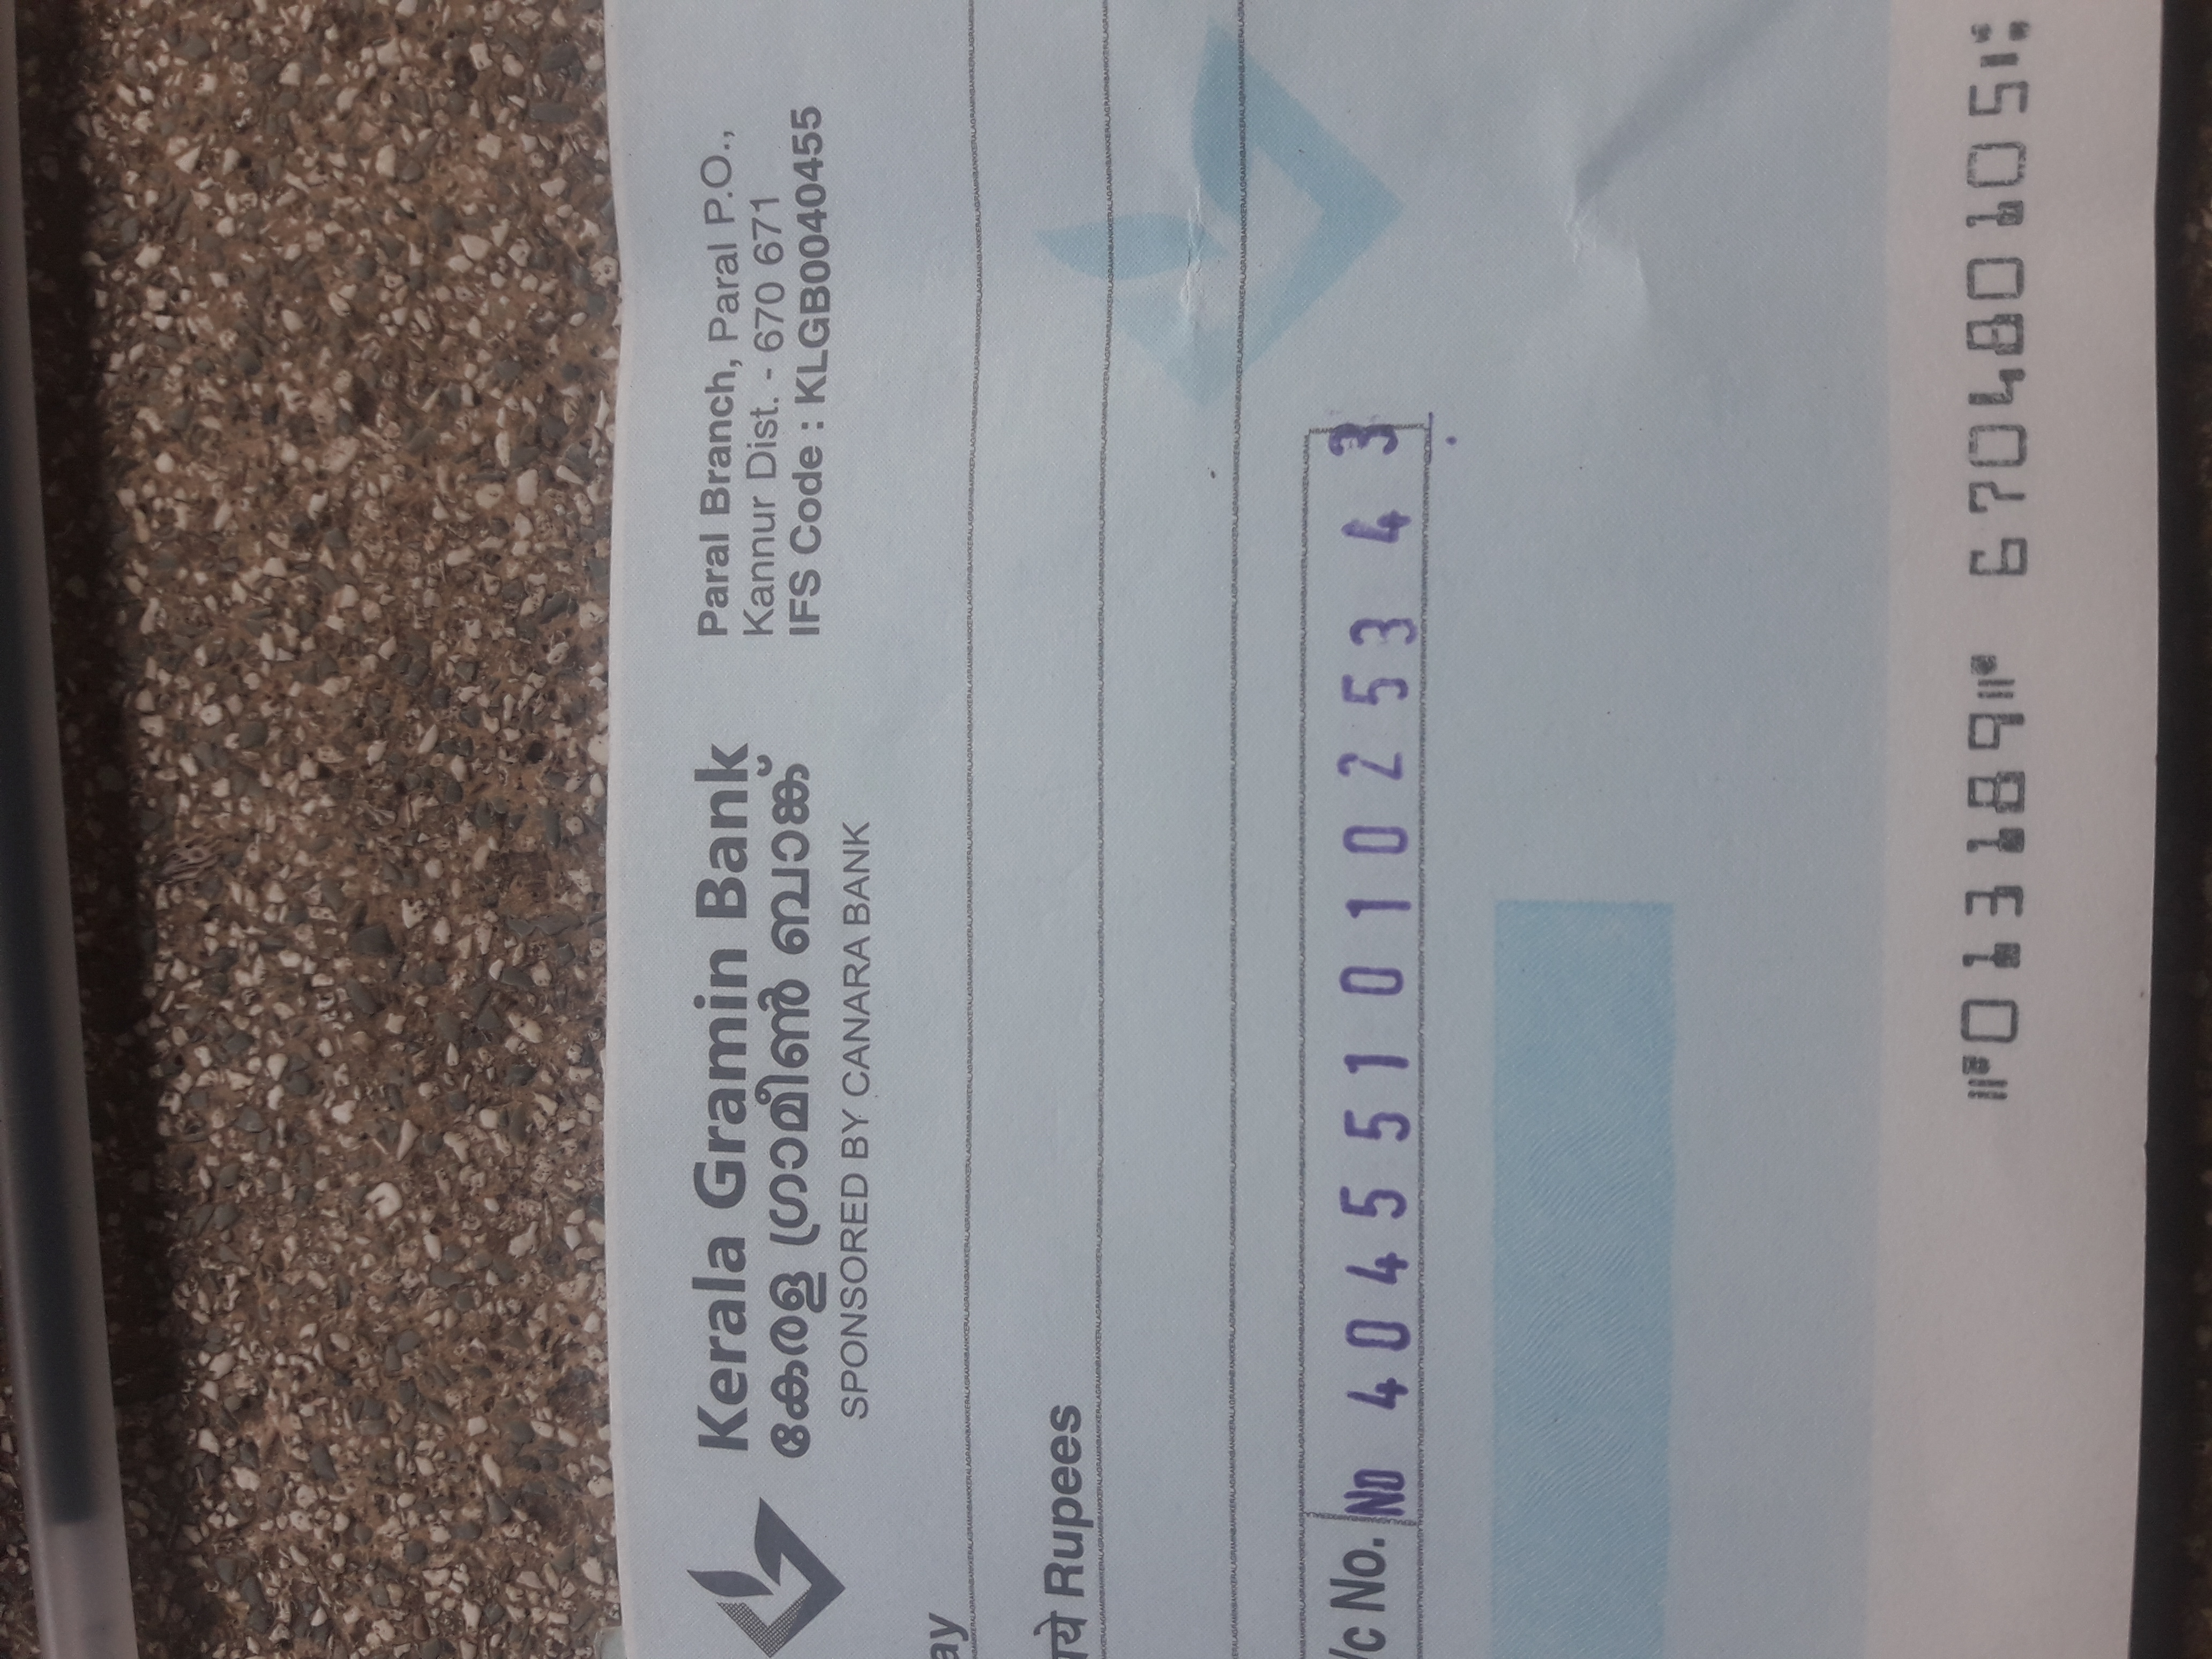 Kerala Gramin Bank
കേരള ഗ്രാമീൺ ബാങ്ക്
SPONSORED BY CANARA BANK
Paral Branch, Paral P.O.,
Kannur Dist. - 670 671
IFS Code : KLGB0040455
ay
पये Rupees
/c No. No 40455101025343
⑈013189⑈ 670480105⑆